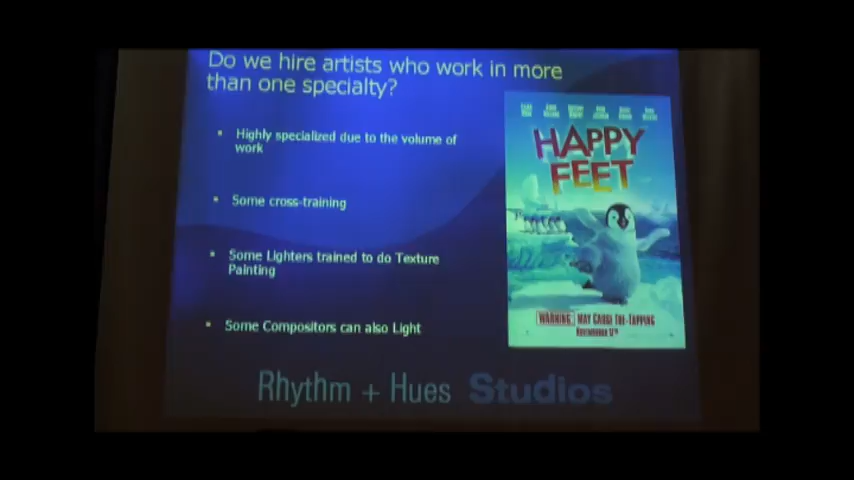 Do we hire artists who work in more
than one specialty?
▪ Highly specialized due to the volume of
work
▪ Some cross-training
▪ Some Lighters trained to do Texture
Painting
▪ Some Compositors can also Light
HAPPY
FEET
WARNING: MAY CAUSE TOE-TAPPING
NOVEMBER 17TH
Rhythm + Hues Studios